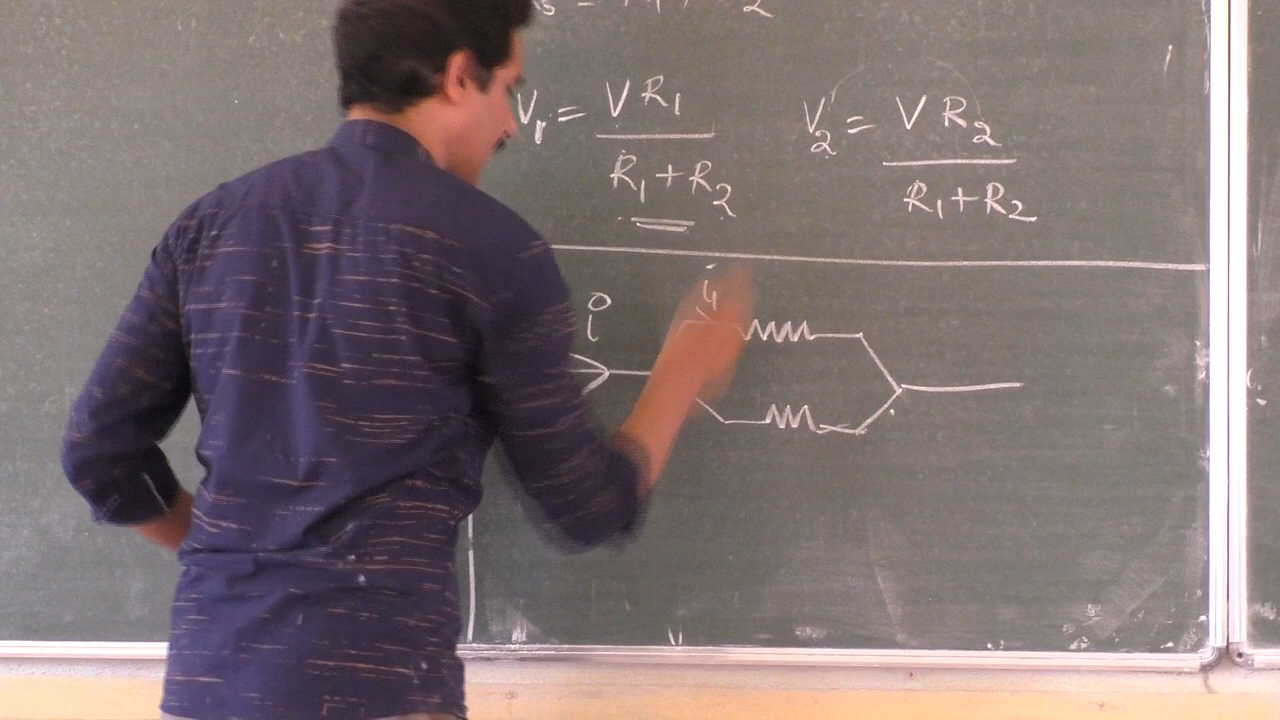 V₁ = V R₁ / R₁ + R₂
V₂ = V R₂ / R₁ + R₂
i